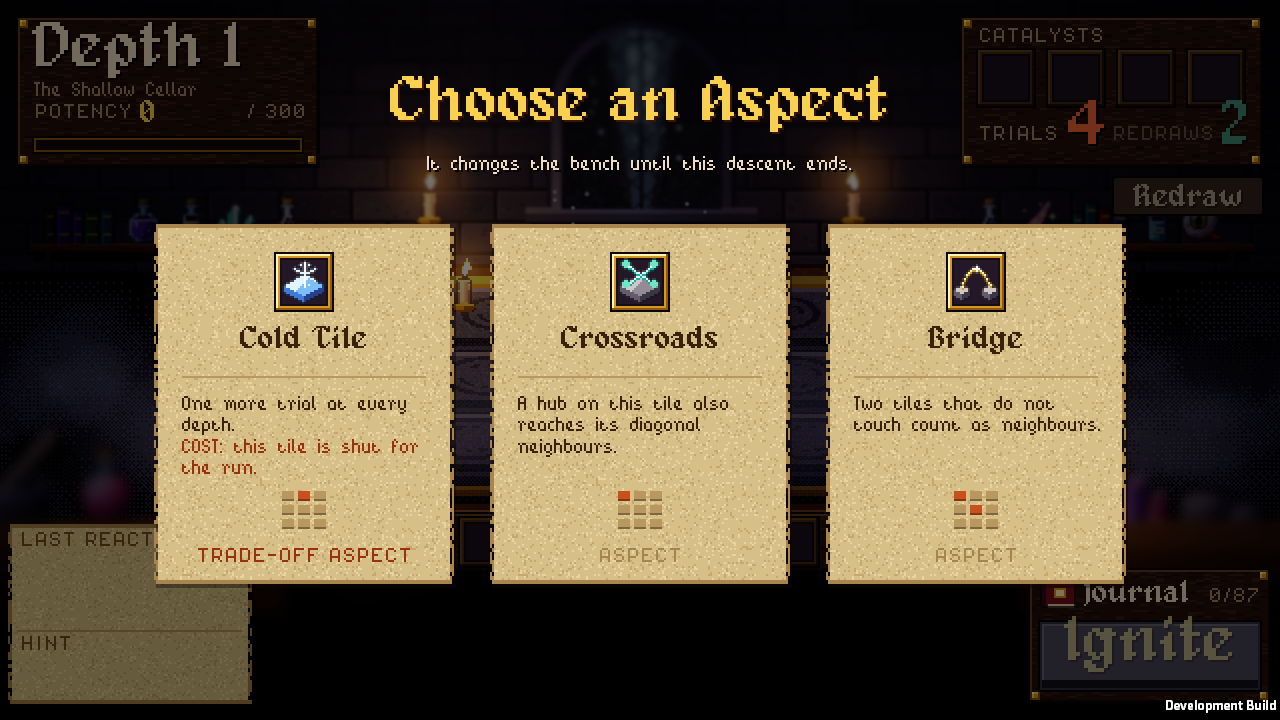 Depth 1
The Shallow Cellar
POTENCY 0 / 300
CATALYSTS
TRIALS 4 REDRAWS 2
Redraw
Choose an Aspect
It changes the bench until this descent ends.
Cold Tile
One more trial at every
depth.
COST: this tile is shut for
the run.
TRADE-OFF ASPECT
Crossroads
A hub on this tile also
reaches its diagonal
neighbours.
ASPECT
Bridge
Two tiles that do not
touch count as neighbours.
ASPECT
LAST REACT
HINT
Journal 0/87
Ignite
Development Build